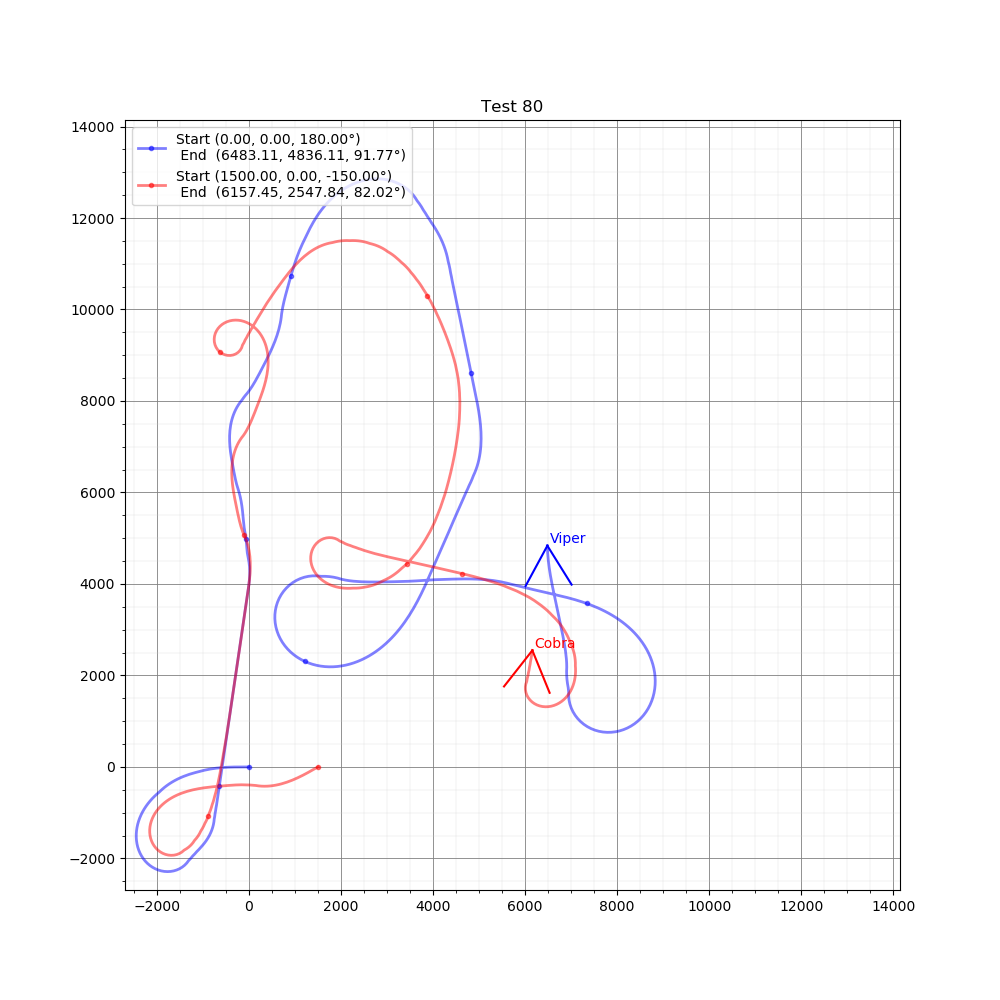 Test 80
Start (0.00, 0.00, 180.00°)
End (6483.11, 4836.11, 91.77°)
Start (1500.00, 0.00, -150.00°)
End (6157.45, 2547.84, 82.02°)
14000
12000
10000
8000
6000
4000
2000
0
−2000
Viper
Cobra
−2000 0 2000 4000 6000 8000 10000 12000 14000